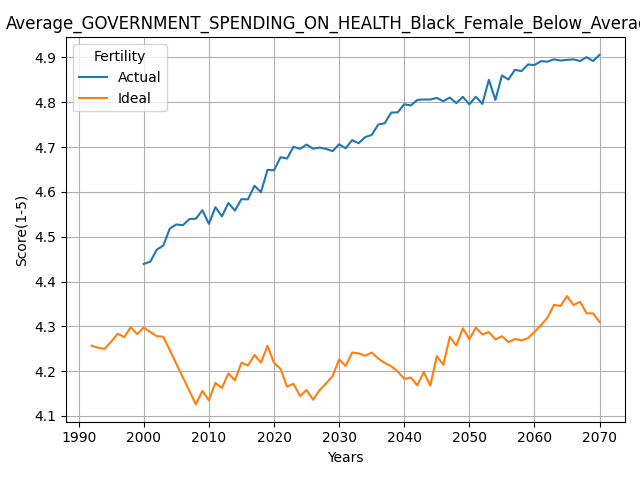 Average_GOVERNMENT_SPENDING_ON_HEALTH_Black_Female_Below_Avera
Fertility
Actual
Ideal
4.9
4.8
4.7
4.6
4.5
4.4
4.3
4.2
4.1
Score(1-5)
1990 2000 2010 2020 2030 2040 2050 2060 2070
Years